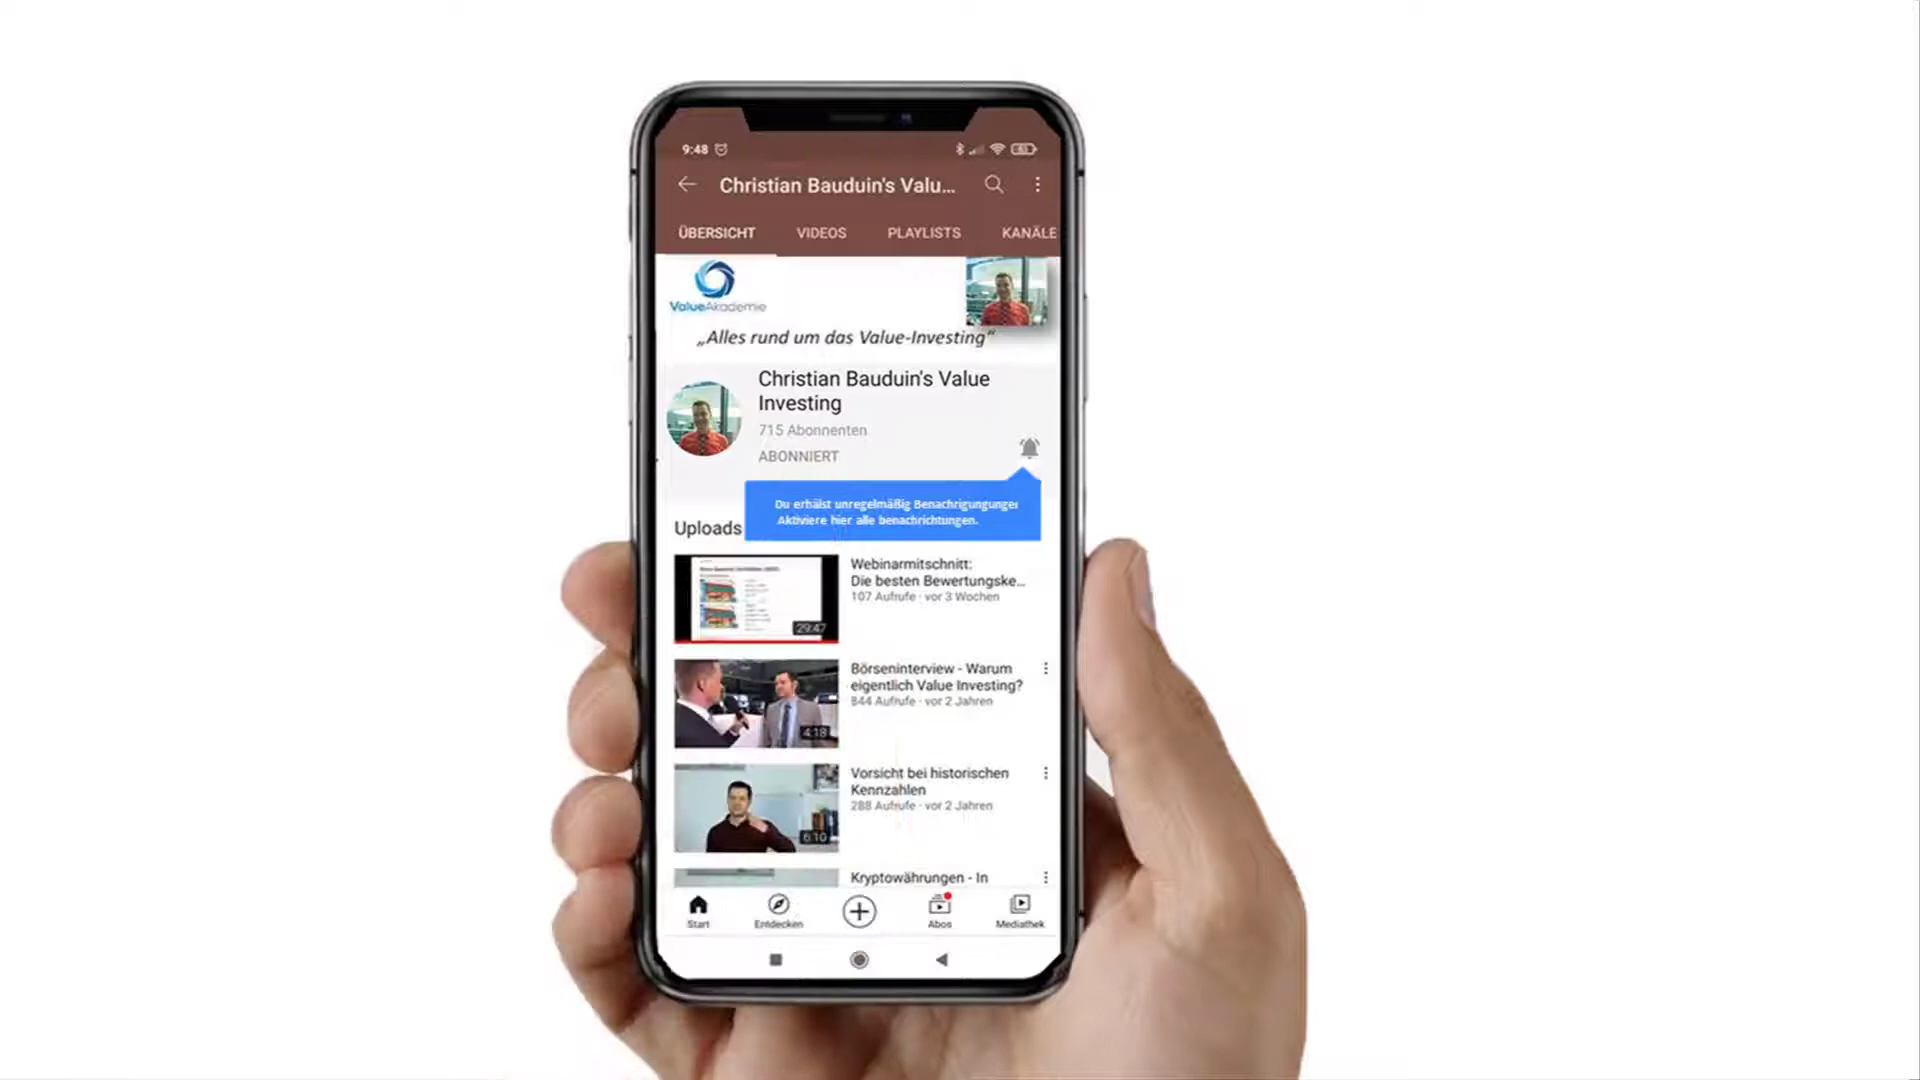 9:48
Christian Bauduin's Valu...
ÜBERSICHT VIDEOS PLAYLISTS KANÄLE
ValueAkademie
„Alles rund um das Value-Investing“
Christian Bauduin's Value
Investing
715 Abonnenten
ABONNIERT
Du erhälst unregelmäßig Benachrigungunger
Aktiviere hier alle benachrichtungen.
Uploads
Webinarmitschnitt:
Die besten Bewertungske...
107 Aufrufe · vor 3 Wochen
29:47
Börseninterview - Warum
eigentlich Value Investing?
844 Aufrufe · vor 2 Jahren
4:18
Vorsicht bei historischen
Kennzahlen
288 Aufrufe · vor 2 Jahren
6:10
Kryptowährungen - In
Start Entdecken Abos Mediathek